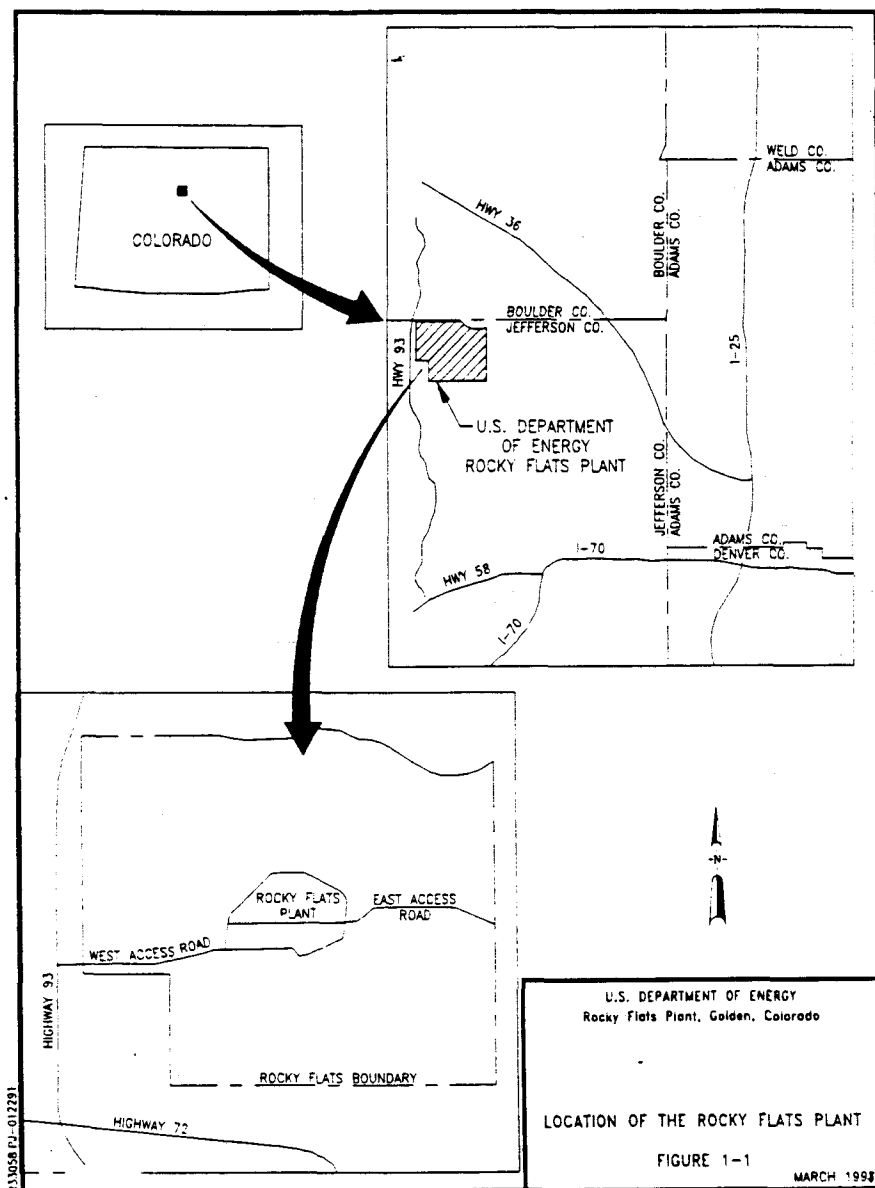 COLORADO
WELD CO.
ADAMS CO.
HWY 36
BOULDER CO.
ADAMS CO.
BOULDER CO.
JEFFERSON CO.
HWY 93
I-25
U.S. DEPARTMENT
OF ENERGY
ROCKY FLATS PLANT
JEFFERSON CO.
ADAMS CO.
ADAMS CO.
DENVER CO.
I-70
HWY 58
I-70
-N-
ROCKY FLATS
PLANT
EAST ACCESS
ROAD
WEST ACCESS ROAD
HIGHWAY 93
ROCKY FLATS BOUNDARY
HIGHWAY 72
U.S. DEPARTMENT OF ENERGY
Rocky Flats Plant, Golden, Colorado
LOCATION OF THE ROCKY FLATS PLANT
FIGURE 1-1
MARCH